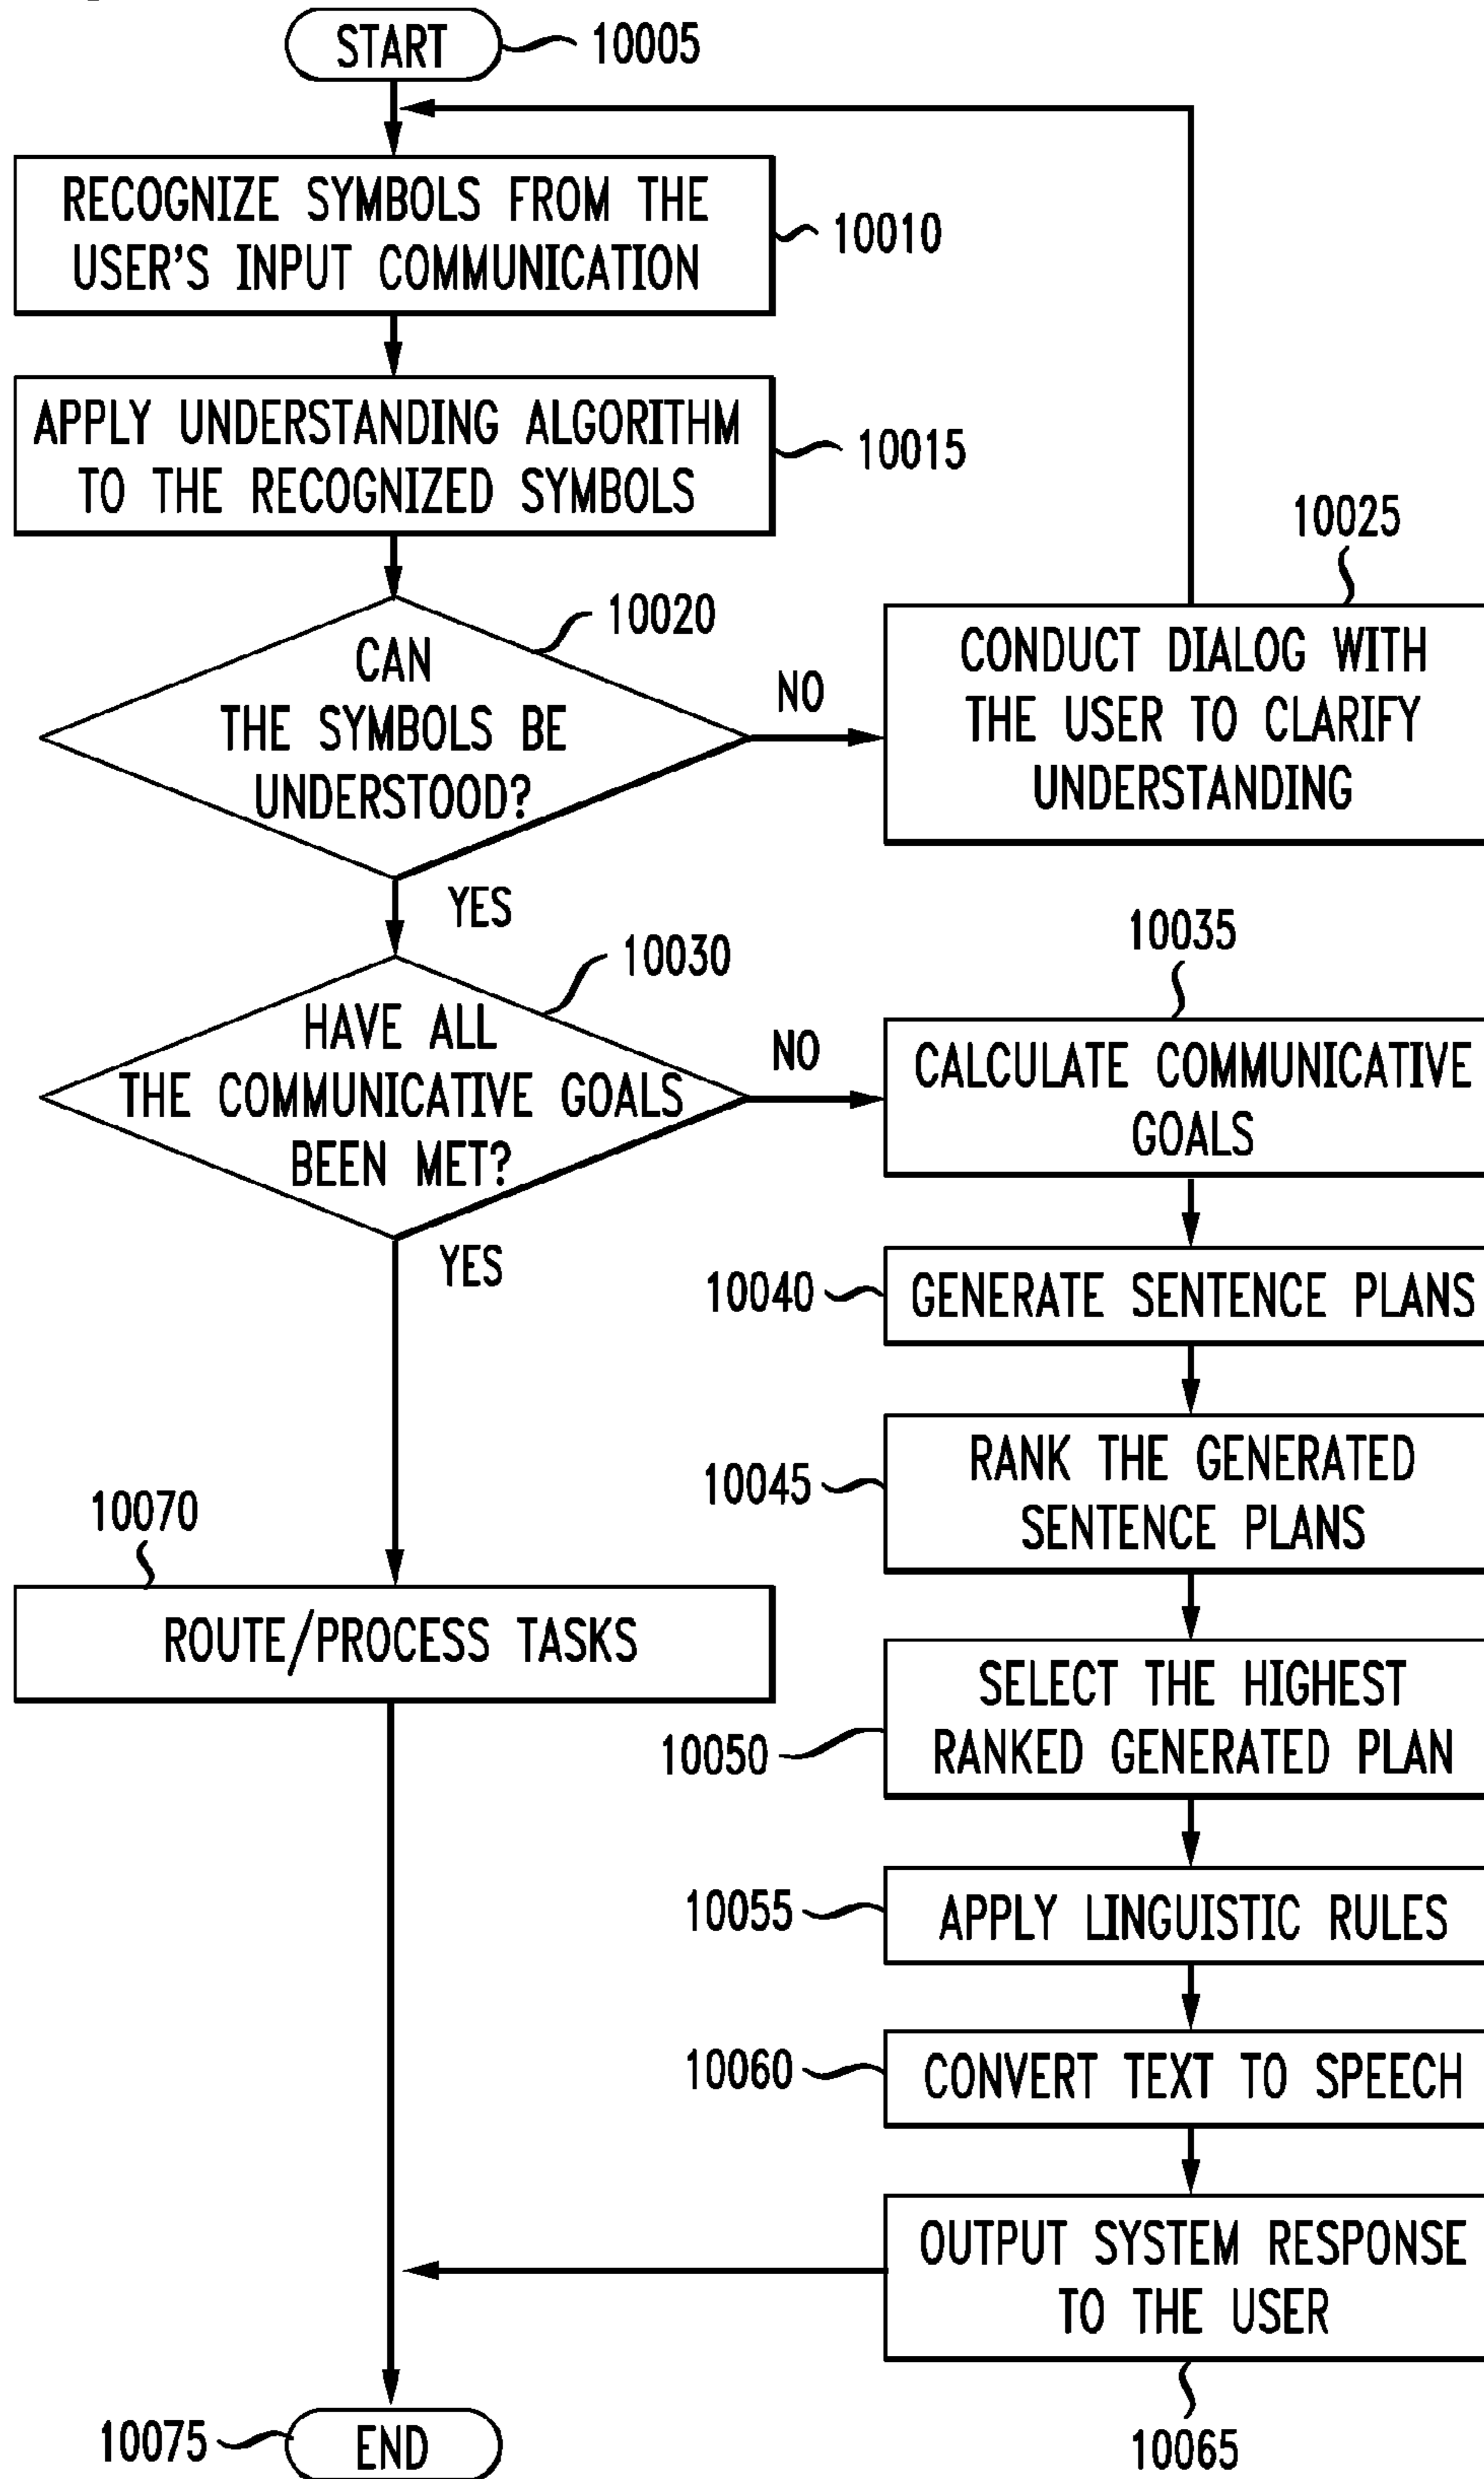 START
10005
RECOGNIZE SYMBOLS FROM THE
USER'S INPUT COMMUNICATION
10010
APPLY UNDERSTANDING ALGORITHM
TO THE RECOGNIZED SYMBOLS
10015
10020
CAN
THE SYMBOLS BE
UNDERSTOOD?
NO
10025
CONDUCT DIALOG WITH
THE USER TO CLARIFY
UNDERSTANDING
YES
10030
HAVE ALL
THE COMMUNICATIVE GOALS
BEEN MET?
NO
10035
CALCULATE COMMUNICATIVE
GOALS
YES
10040
GENERATE SENTENCE PLANS
10045
RANK THE GENERATED
SENTENCE PLANS
10070
ROUTE/PROCESS TASKS
10050
SELECT THE HIGHEST
RANKED GENERATED PLAN
10055
APPLY LINGUISTIC RULES
10060
CONVERT TEXT TO SPEECH
OUTPUT SYSTEM RESPONSE
TO THE USER
10065
10075
END